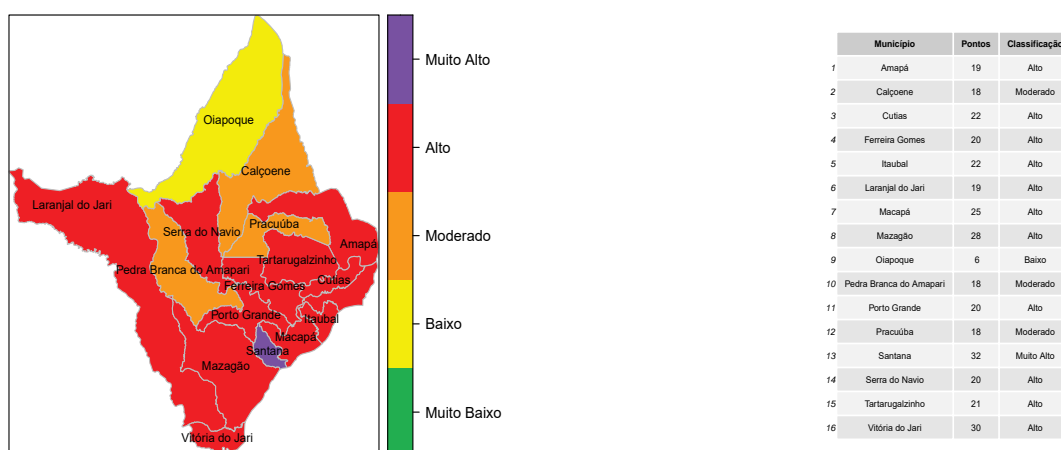 Muito Alto
Alto
Moderado
Baixo
Muito Baixo
Oiapoque
Calçoene
Laranjal do Jari
Pracuúba
Serra do Navio
Amapá
Tartarugalzinho
Pedra Branca do Amapari
Cutias
Ferreira Gomes
Porto Grande
Itaubal
Macapá
Santana
Mazagão
Vitória do Jari
Município Pontos Classificação
1 Amapá 19 Alto
2 Calçoene 18 Moderado
3 Cutias 22 Alto
4 Ferreira Gomes 20 Alto
5 Itaubal 22 Alto
6 Laranjal do Jari 19 Alto
7 Macapá 25 Alto
8 Mazagão 28 Alto
9 Oiapoque 6 Baixo
10 Pedra Branca do Amapari 18 Moderado
11 Porto Grande 20 Alto
12 Pracuúba 18 Moderado
13 Santana 32 Muito Alto
14 Serra do Navio 20 Alto
15 Tartarugalzinho 21 Alto
16 Vitória do Jari 30 Alto